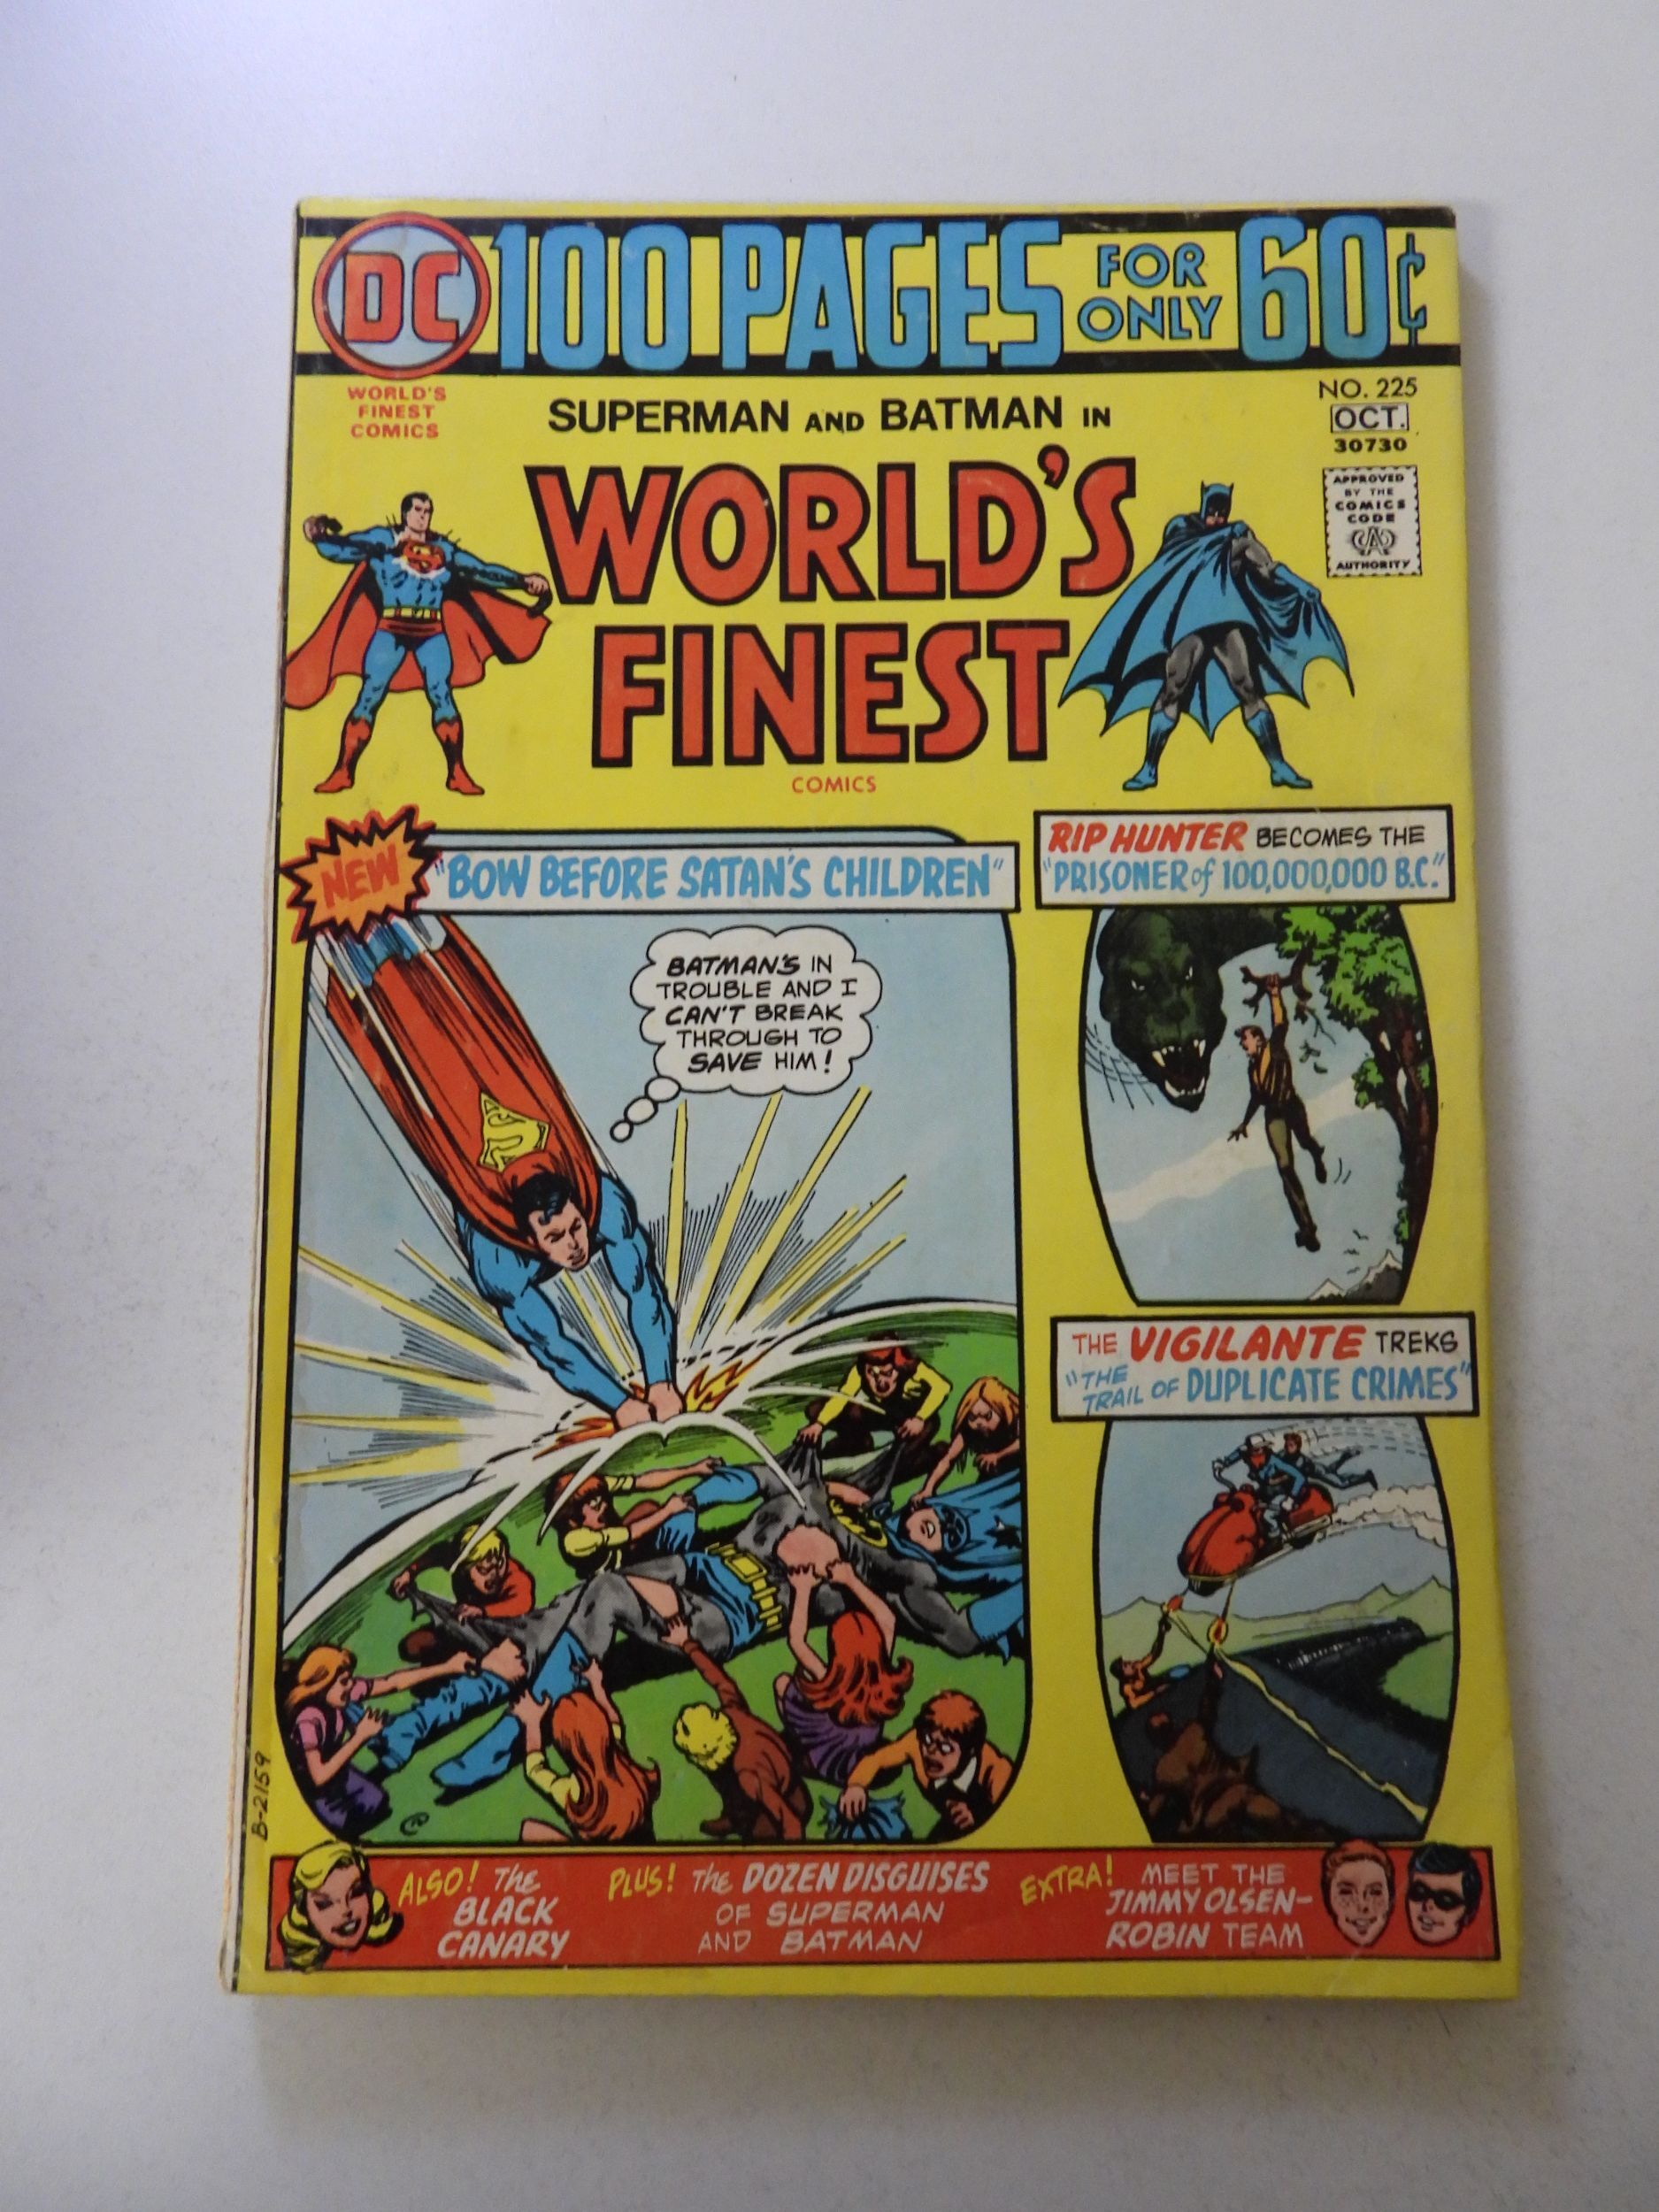 DC 100 PAGES FOR ONLY 60¢
WORLD'S
FINEST
COMICS
NO. 225
OCT.
30730
APPROVED
BY THE
COMICS
CODE
CA
AUTHORITY
SUPERMAN AND BATMAN IN
WORLD'S
FINEST
COMICS
NEW
"BOW BEFORE SATAN'S CHILDREN"
BATMAN'S IN
TROUBLE AND I
CAN'T BREAK
THROUGH TO
SAVE HIM!
S
RIP HUNTER BECOMES THE
"PRISONER of 100,000,000 B.C."
THE VIGILANTE TREKS
"THE
TRAIL OF DUPLICATE CRIMES"
B-2159
ALSO! THE
BLACK
CANARY
PLUS! THE DOZEN DISGUISES
OF SUPERMAN
AND BATMAN
EXTRA! MEET THE
JIMMY OLSEN-
ROBIN TEAM